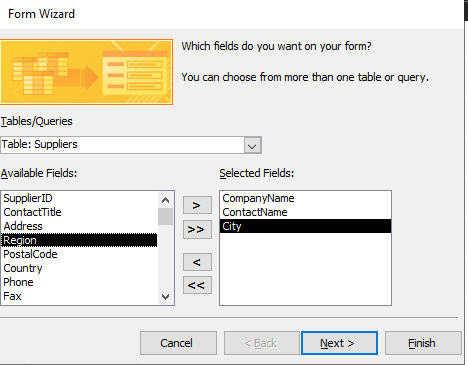 Form Wizard
Which fields do you want on your form?
You can choose from more than one table or query.
Tables/Queries
Table: Suppliers
Available Fields:
Selected Fields:
SupplierID
ContactTitle
Address
Region
PostalCode
Country
Phone
Fax
>
>>
<
<<
CompanyName
ContactName
City
Cancel
< Back
Next >
Finish